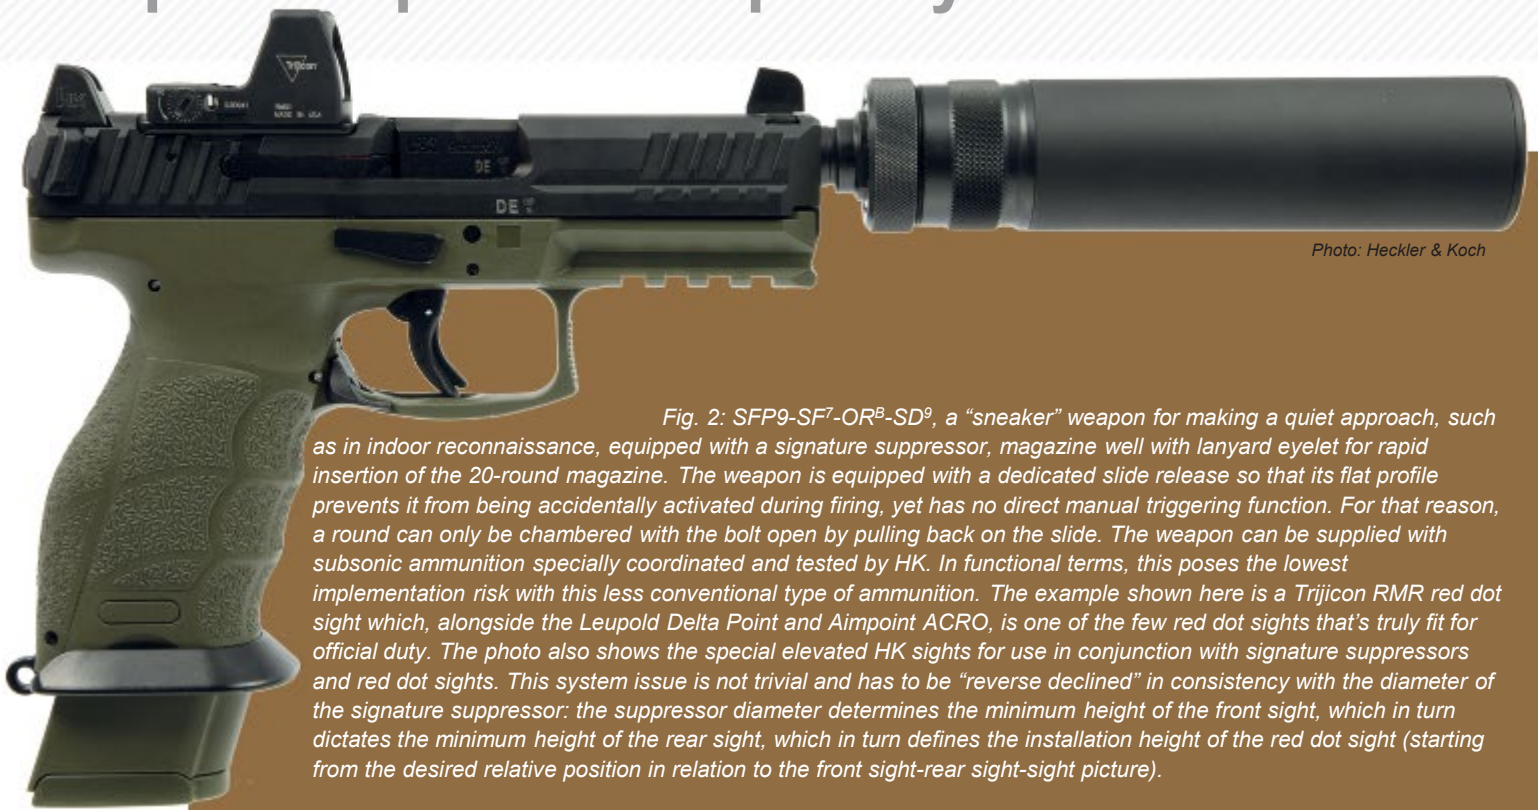 Trijicon
RM01
MADE IN USA
DE
DE
Photo: Heckler & Koch
Fig. 2: SFP9-SF⁷-ORᴮ-SD⁹, a “sneaker” weapon for making a quiet approach, such
as in indoor reconnaissance, equipped with a signature suppressor, magazine well with lanyard eyelet for rapid
insertion of the 20-round magazine. The weapon is equipped with a dedicated slide release so that its flat profile
prevents it from being accidentally activated during firing, yet has no direct manual triggering function. For that reason,
a round can only be chambered with the bolt open by pulling back on the slide. The weapon can be supplied with
subsonic ammunition specially coordinated and tested by HK. In functional terms, this poses the lowest
implementation risk with this less conventional type of ammunition. The example shown here is a Trijicon RMR red dot
sight which, alongside the Leupold Delta Point and Aimpoint ACRO, is one of the few red dot sights that’s truly fit for
official duty. The photo also shows the special elevated HK sights for use in conjunction with signature suppressors
and red dot sights. This system issue is not trivial and has to be “reverse declined” in consistency with the diameter of
the signature suppressor: the suppressor diameter determines the minimum height of the front sight, which in turn
dictates the minimum height of the rear sight, which in turn defines the installation height of the red dot sight (starting
from the desired relative position in relation to the front sight-rear sight-sight picture).